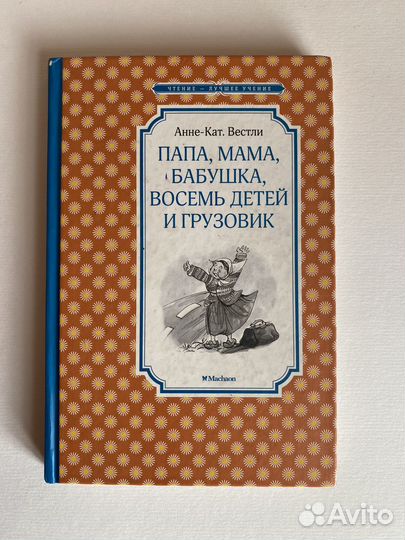 ЧТЕНИЕ – ЛУЧШЕЕ УЧЕНИЕ
Анне-Кат. Вестли
ПАПА, МАМА,
БАБУШКА,
ВОСЕМЬ ДЕТЕЙ
И ГРУЗОВИК
Machaon
Avito